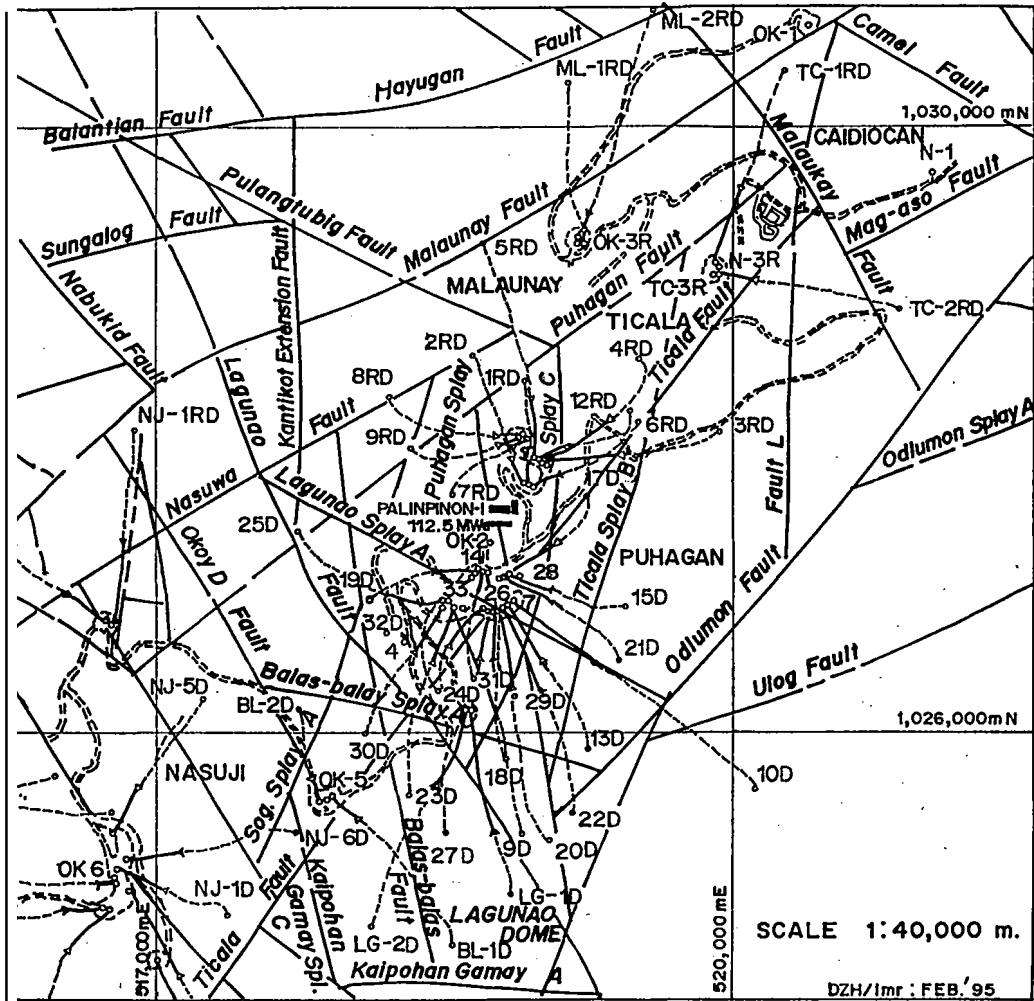 ML-2RD
OK-1
Camel
Fault
Fault
Hayugan
ML-1RD
TC-1RD
Balantian Fault
1,030,000 mN
Malaukay
Fault
CAIDIOCAN
N-1
Mag-aso Fault
Pulangtubig Fault
Malaunay Fault
Sungalog Fault
Nabukid Fault
Kantikot Extension Fault
5RD
OK-3R
MALAUNAY
Puhagan Fault
N-3R
TC-3R
TICALA
TC-2RD
Ticala Fault
Lagunao
Fault
2RD
4RD
8RD
1RD
Puhagan Splay
Splay C
12RD
6RD
3RD
NJ-1RD
9RD
Nasuwa
Fault
7RD
7D
Fault L
Odlumon Splay A
PALINPINON-I
112.5 MW
Lagunao Splay A
25D
OK-2
14
28
Okoy D
Fault
PUHAGAN
Ticala Splay B
19D
33
26
17
15D
32D
4
21D
Odlumon Fault
Ulog Fault
31D
Balas-balay Splay A
24D
29D
NJ-5D
BL-2D
1,026,000mN
30D
13D
10D
NASUJI
OK-5
Sog. Splay A
23D
18D
22D
NJ-6D
27D
9D
20D
Balas-balas
Fault
OK 6
NJ-1D
LG-1D
LAGUNAO
DOME
LG-2D
BL-1D
Kaipohan
Gamay Spl.
C
Ticala Fault
Kaipohan Gamay
A
517,000 mE
520,000 mE
SCALE 1:40,000 m.
DZH/lmr : FEB.'95